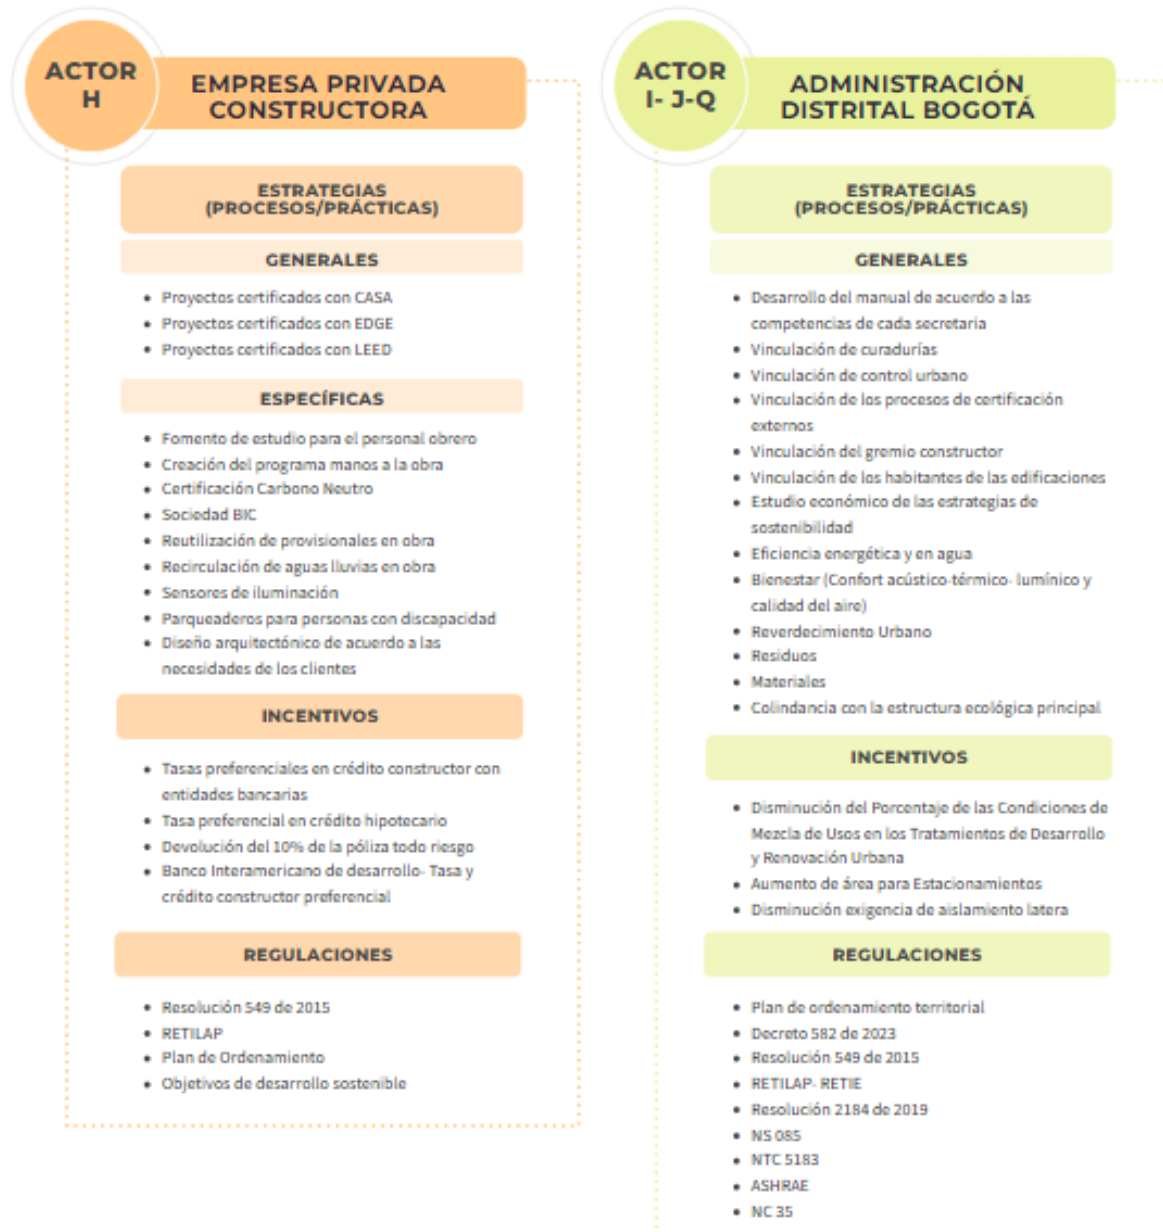 ACTOR
H
EMPRESA PRIVADA
CONSTRUCTORA
ESTRATEGIAS
(PROCESOS/PRÁCTICAS)
GENERALES
• Proyectos certificados con CASA
• Proyectos certificados con EDGE
• Proyectos certificados con LEED
ESPECÍFICAS
• Fomento de estudio para el personal obrero
• Creación del programa manos a la obra
• Certificación Carbono Neutro
• Sociedad BIC
• Reutilización de provisionales en obra
• Recirculación de aguas lluvias en obra
• Sensores de iluminación
• Parqueaderos para personas con discapacidad
• Diseño arquitectónico de acuerdo a las
necesidades de los clientes
INCENTIVOS
• Tasas preferenciales en crédito constructor con
entidades bancarias
• Tasa preferencial en crédito hipotecario
• Devolución del 10% de la póliza todo riesgo
• Banco Interamericano de desarrollo- Tasa y
crédito constructor preferencial
REGULACIONES
• Resolución 549 de 2015
• RETILAP
• Plan de Ordenamiento
• Objetivos de desarrollo sostenible
ACTOR
I- J-Q
ADMINISTRACIÓN
DISTRITAL BOGOTÁ
ESTRATEGIAS
(PROCESOS/PRÁCTICAS)
GENERALES
• Desarrollo del manual de acuerdo a las
competencias de cada secretaria
• Vinculación de curadurías
• Vinculación de control urbano
• Vinculación de los procesos de certificación
externos
• Vinculación del gremio constructor
• Vinculación de los habitantes de las edificaciones
• Estudio económico de las estrategias de
sostenibilidad
• Eficiencia energética y en agua
• Bienestar (Confort acústico-térmico- lumínico y
calidad del aire)
• Reverdecimiento Urbano
• Residuos
• Materiales
• Colindancia con la estructura ecológica principal
INCENTIVOS
• Disminución del Porcentaje de las Condiciones de
Mezcla de Usos en los Tratamientos de Desarrollo
y Renovación Urbana
• Aumento de área para Estacionamientos
• Disminución exigencia de aislamiento latera
REGULACIONES
• Plan de ordenamiento territorial
• Decreto 582 de 2023
• Resolución 549 de 2015
• RETILAP- RETIE
• Resolución 2184 de 2019
• NS 085
• NTC 5183
• ASHRAE
• NC 35